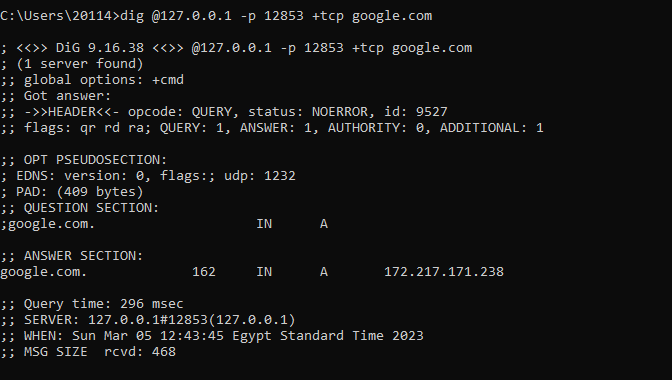 C:\Users\20114>dig @127.0.0.1 -p 12853 +tcp google.com
; <<>> DiG 9.16.38 <<>> @127.0.0.1 -p 12853 +tcp google.com
; (1 server found)
;; global options: +cmd
;; Got answer:
;; ->>HEADER<<- opcode: QUERY, status: NOERROR, id: 9527
;; flags: qr rd ra; QUERY: 1, ANSWER: 1, AUTHORITY: 0, ADDITIONAL: 1
;; OPT PSEUDOSECTION:
; EDNS: version: 0, flags:; udp: 1232
; PAD: (409 bytes)
;; QUESTION SECTION:
;google.com. IN A
;; ANSWER SECTION:
google.com. 162 IN A 172.217.171.238
;; Query time: 296 msec
;; SERVER: 127.0.0.1#12853(127.0.0.1)
;; WHEN: Sun Mar 05 12:43:45 Egypt Standard Time 2023
;; MSG SIZE rcvd: 468